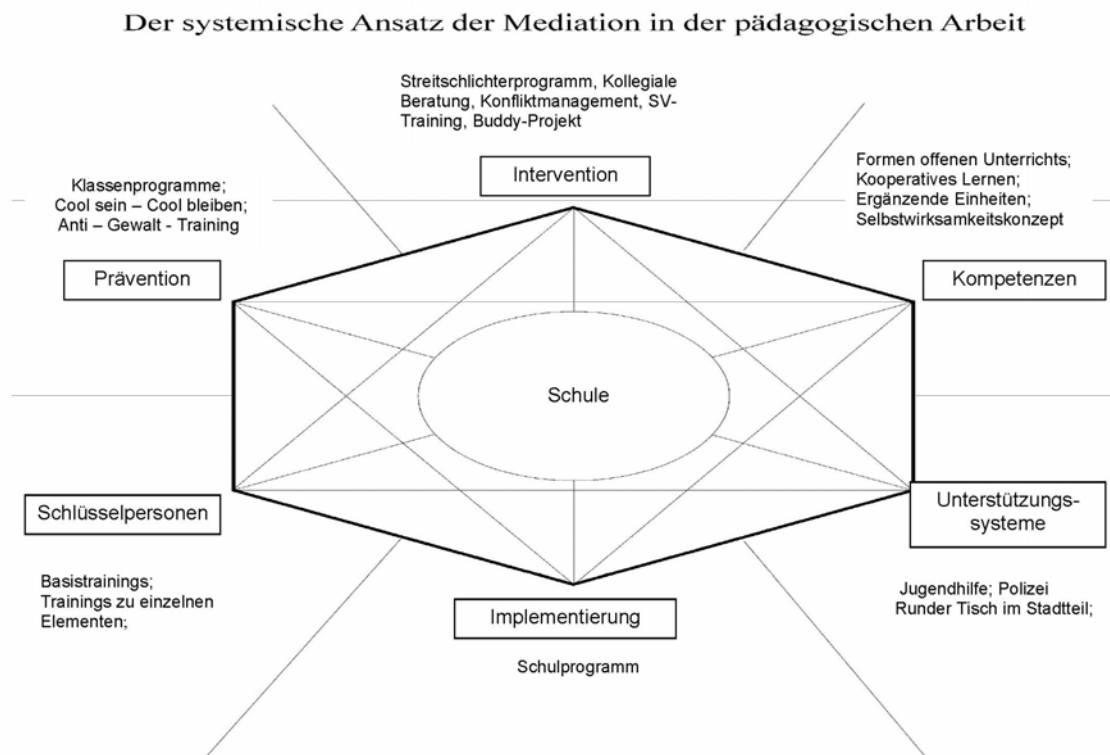 Der systemische Ansatz der Mediation in der pädagogischen Arbeit
Streitschlichterprogramm, Kollegiale
Beratung, Konfliktmanagement, SV-
Training, Buddy-Projekt
Intervention
Klassenprogramme;
Cool sein – Cool bleiben;
Anti – Gewalt - Training
Prävention
Formen offenen Unterrichts;
Kooperatives Lernen;
Ergänzende Einheiten;
Selbstwirksamkeitskonzept
Kompetenzen
Schule
Schlüsselpersonen
Basistrainings;
Trainings zu einzelnen
Elementen;
Implementierung
Schulprogramm
Unterstützungs-
systeme
Jugendhilfe; Polizei
Runder Tisch im Stadtteil;